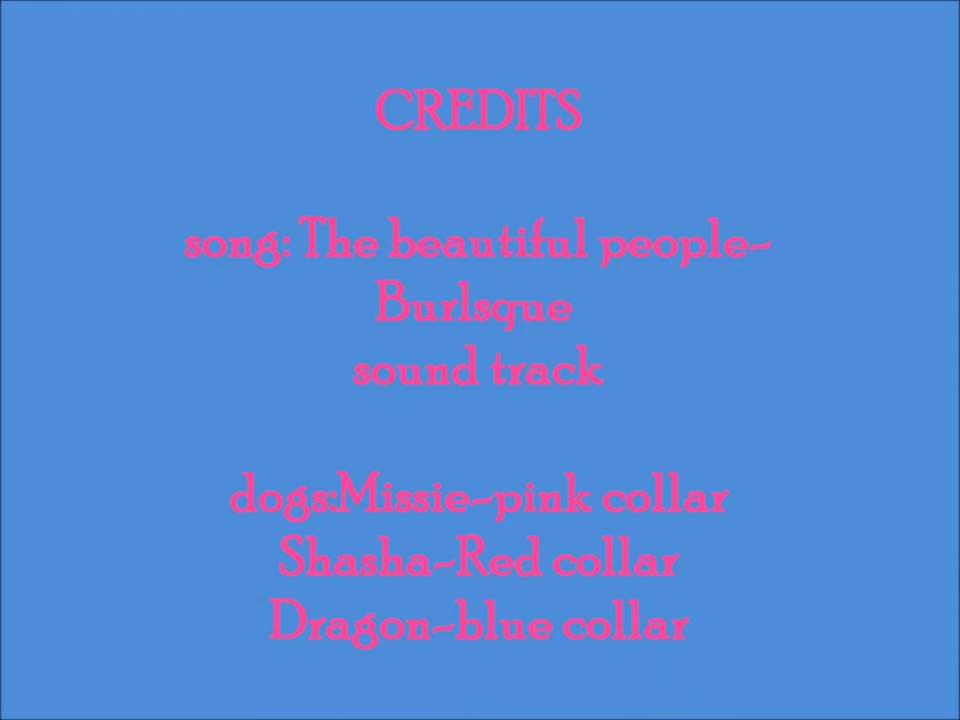 CREDITS
song: The beautiful people-
Burlsque
sound track
dogs:Missie-pink collar
Shasha-Red collar
Dragon-blue collar